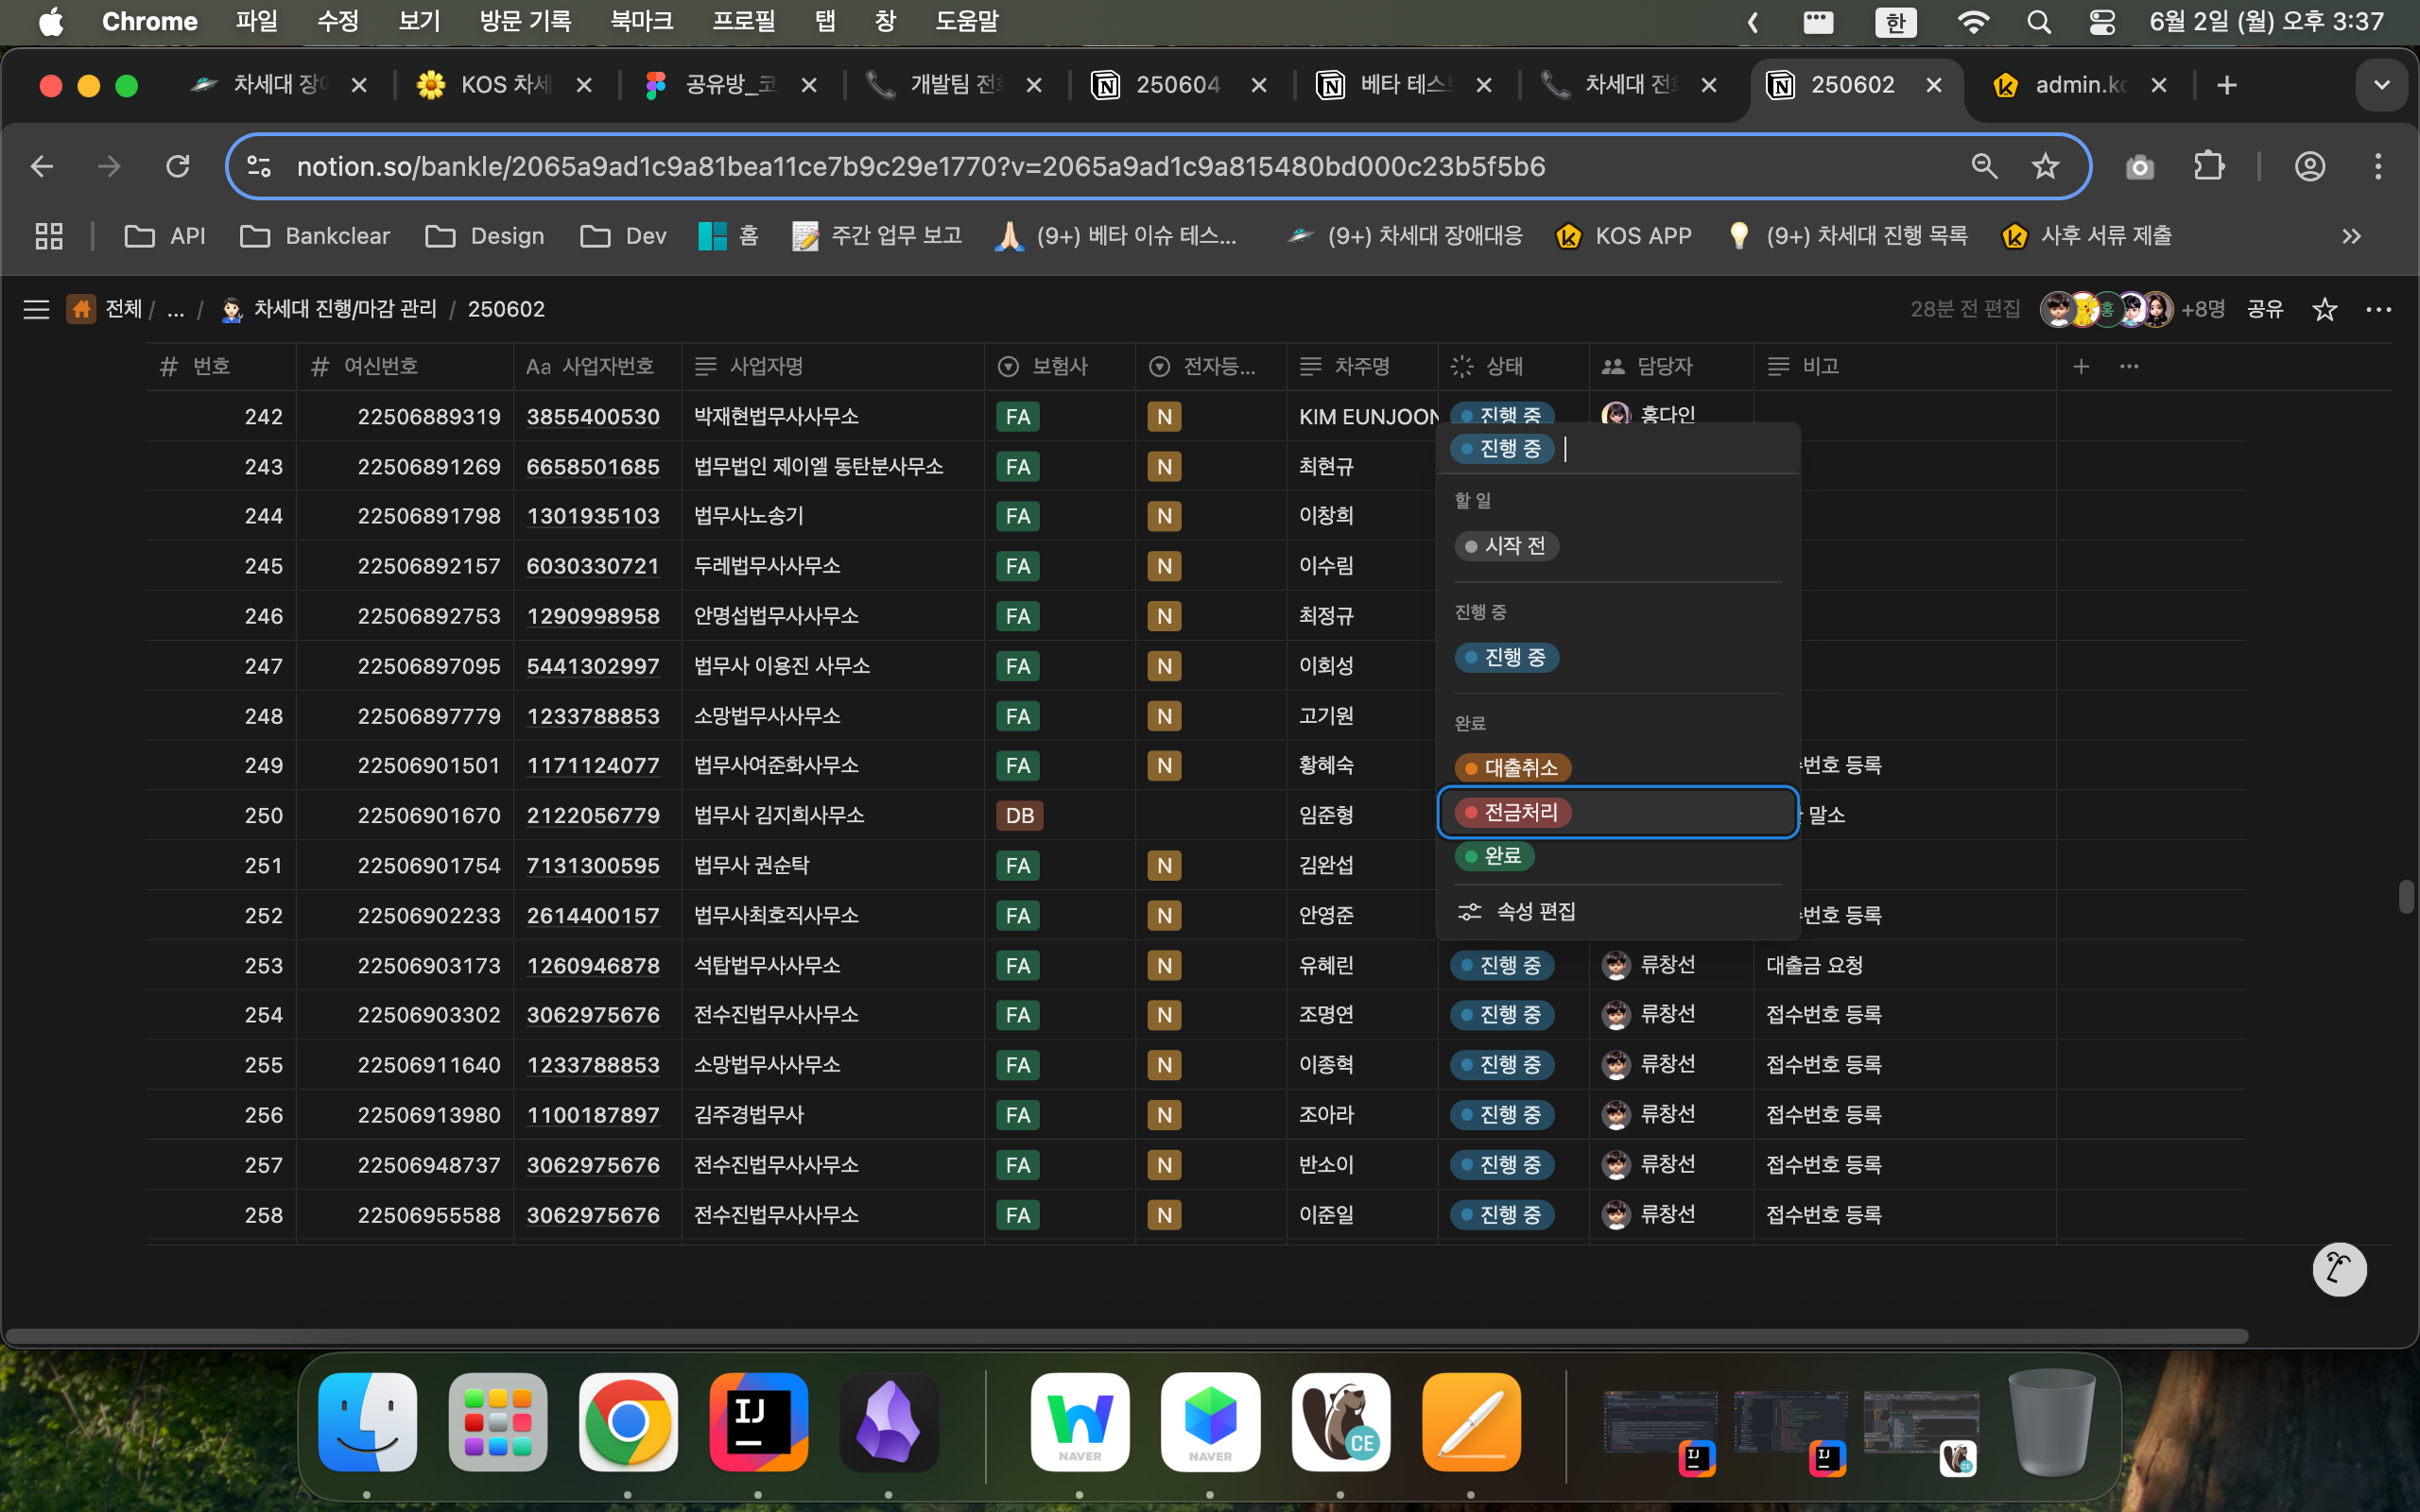 Chrome 파일 수정 보기 방문 기록 북마크 프로필 탭 창 도움말 한 6월 2일 (월) 오후 3:37
차세대 장 KOS 차세 공유방_코 개발팀 전 250604 베타 테스 차세대 전 250602 admin.k
notion.so/bankle/2065a9ad1c9a81bea11ce7b9c29e1770?v=2065a9ad1c9a815480bd000c23b5f5b6
API Bankclear Design Dev 홈 주간 업무 보고 (9+) 베타 이슈 테스... (9+) 차세대 장애대응 KOS APP (9+) 차세대 진행 목록 사후 서류 제출
전체 / ... / 차세대 진행/마감 관리 / 250602 28분 전 편집 홍 +8명 공유
# 번호 # 여신번호 Aa 사업자번호 사업자명 보험사 전자등... 차주명 상태 담당자 비고
242 22506889319 3855400530 박재현법무사사무소 FA N KIM EUNJOON 진행 중 홍다인
243 22506891269 6658501685 법무법인 제이엘 동탄분사무소 FA N 최현규
244 22506891798 1301935103 법무사노송기 FA N 이창희
245 22506892157 6030330721 두레법무사사무소 FA N 이수림
246 22506892753 1290998958 안명섭법무사사무소 FA N 최정규
247 22506897095 5441302997 법무사 이용진 사무소 FA N 이회성
248 22506897779 1233788853 소망법무사사무소 FA N 고기원
249 22506901501 1171124077 법무사여준화사무소 FA N 황혜숙 번호 등록
250 22506901670 2122056779 법무사 김지희사무소 DB 임준형 말소
251 22506901754 7131300595 법무사 권순탁 FA N 김완섭
252 22506902233 2614400157 법무사최호직사무소 FA N 안영준 번호 등록
253 22506903173 1260946878 석탑법무사사무소 FA N 유혜린 진행 중 류창선 대출금 요청
254 22506903302 3062975676 전수진법무사사무소 FA N 조명연 진행 중 류창선 접수번호 등록
255 22506911640 1233788853 소망법무사사무소 FA N 이종혁 진행 중 류창선 접수번호 등록
256 22506913980 1100187897 김주경법무사 FA N 조아라 진행 중 류창선 접수번호 등록
257 22506948737 3062975676 전수진법무사사무소 FA N 반소이 진행 중 류창선 접수번호 등록
258 22506955588 3062975676 전수진법무사사무소 FA N 이준일 진행 중 류창선 접수번호 등록
진행 중
할 일
시작 전
진행 중
진행 중
완료
대출취소
전금처리
완료
속성 편집
IJ NAVER NAVER CE IJ IJ CE